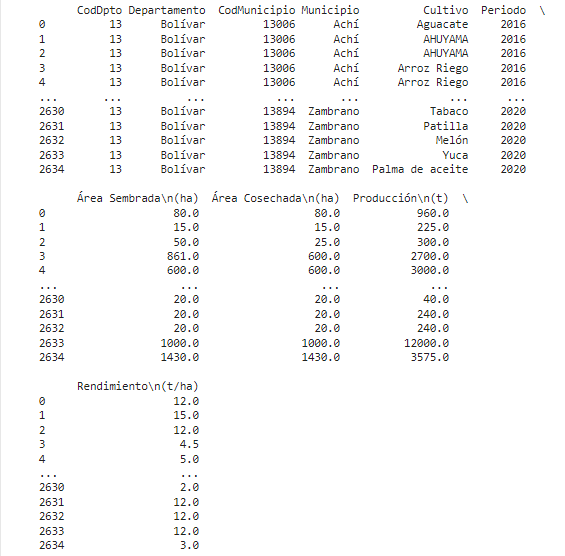 CodDpto Departamento CodMunicipio Municipio Cultivo Periodo \
0 13 Bolívar 13006 Achí Aguacate 2016
1 13 Bolívar 13006 Achí AHUYAMA 2016
2 13 Bolívar 13006 Achí AHUYAMA 2016
3 13 Bolívar 13006 Achí Arroz Riego 2016
4 13 Bolívar 13006 Achí Arroz Riego 2016
... ... ... ... ... ... ...
2630 13 Bolívar 13894 Zambrano Tabaco 2020
2631 13 Bolívar 13894 Zambrano Patilla 2020
2632 13 Bolívar 13894 Zambrano Melón 2020
2633 13 Bolívar 13894 Zambrano Yuca 2020
2634 13 Bolívar 13894 Zambrano Palma de aceite 2020
Área Sembrada\n(ha) Área Cosechada\n(ha) Producción\n(t) \
0 80.0 80.0 960.0
1 15.0 15.0 225.0
2 50.0 25.0 300.0
3 861.0 600.0 2700.0
4 600.0 600.0 3000.0
... ... ... ...
2630 20.0 20.0 40.0
2631 20.0 20.0 240.0
2632 20.0 20.0 240.0
2633 1000.0 1000.0 12000.0
2634 1430.0 1430.0 3575.0
Rendimiento\n(t/ha)
0 12.0
1 15.0
2 12.0
3 4.5
4 5.0
... ...
2630 2.0
2631 12.0
2632 12.0
2633 12.0
2634 3.0